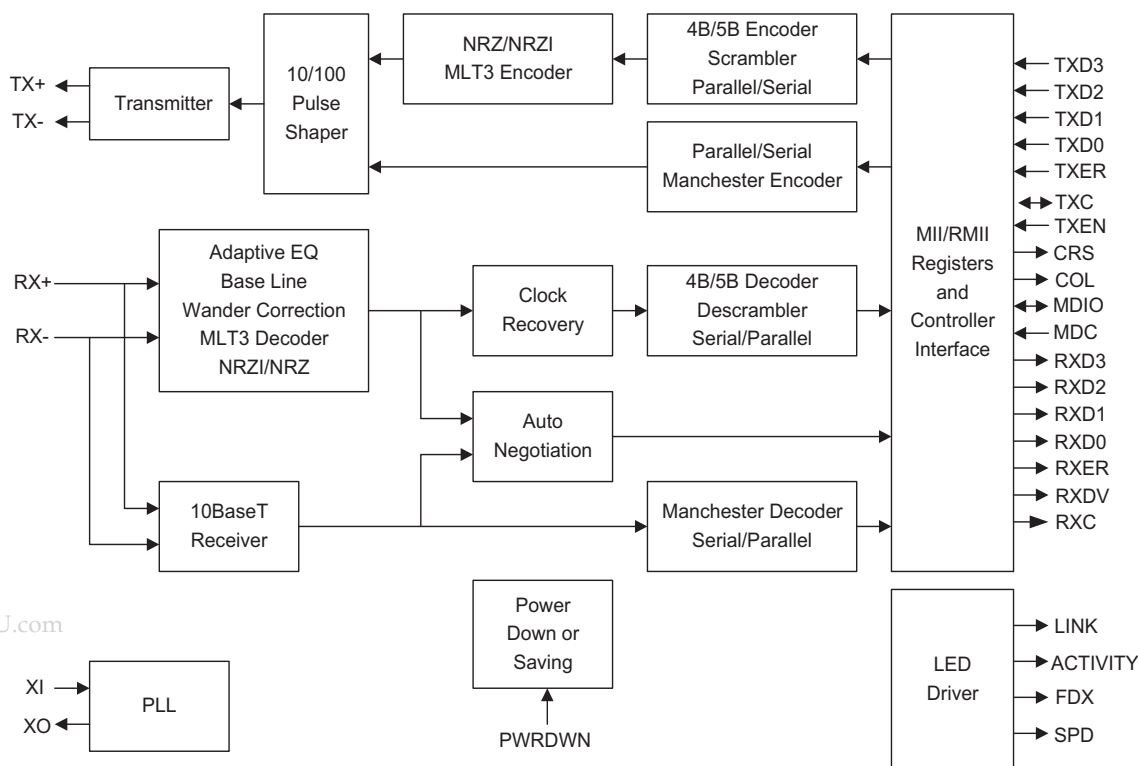 TX+
TX-
Transmitter
10/100
Pulse
Shaper
NRZ/NRZI
MLT3 Encoder
4B/5B Encoder
Scrambler
Parallel/Serial
Parallel/Serial
Manchester Encoder
RX+
RX-
Adaptive EQ
Base Line
Wander Correction
MLT3 Decoder
NRZI/NRZ
Clock
Recovery
4B/5B Decoder
Descrambler
Serial/Parallel
Auto
Negotiation
10BaseT
Receiver
Manchester Decoder
Serial/Parallel
MII/RMII
Registers
and
Controller
Interface
TXD3
TXD2
TXD1
TXD0
TXER
TXC
TXEN
CRS
COL
MDIO
MDC
RXD3
RXD2
RXD1
RXD0
RXER
RXDV
RXC
Power
Down or
Saving
PWRDWN
U.com
XI
XO
PLL
LED
Driver
LINK
ACTIVITY
FDX
SPD